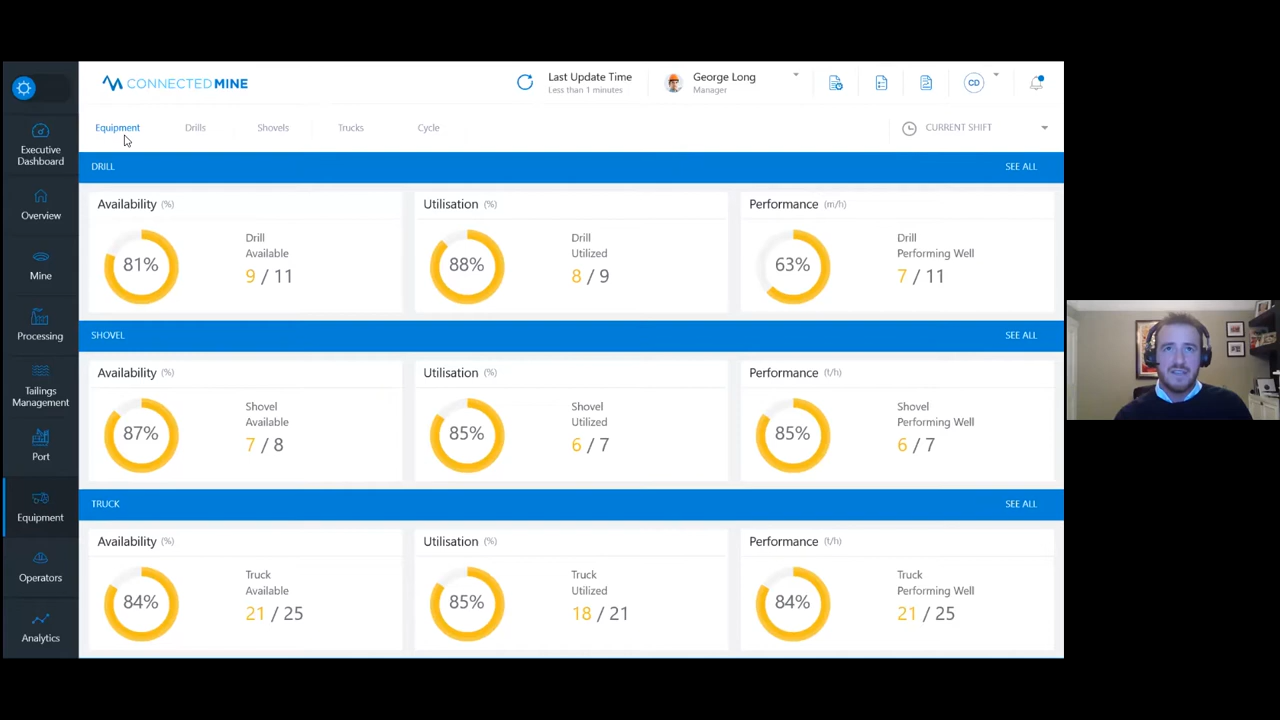 CONNECTEDMINE
Last Update Time
Less than 1 minutes
George Long
Manager
CD
Equipment
Drills
Shovels
Trucks
Cycle
CURRENT SHIFT
Executive
Dashboard
Overview
Mine
Processing
Tailings
Management
Port
Equipment
Operators
Analytics
DRILL
SEE ALL
Availability (%)
81%
Drill
Available
9 / 11
Utilisation (%)
88%
Drill
Utilized
8 / 9
Performance (m/h)
63%
Drill
Performing Well
7 / 11
SHOVEL
SEE ALL
Availability (%)
87%
Shovel
Available
7 / 8
Utilisation (%)
85%
Shovel
Utilized
6 / 7
Performance (t/h)
85%
Shovel
Performing Well
6 / 7
TRUCK
SEE ALL
Availability (%)
84%
Truck
Available
21 / 25
Utilisation (%)
85%
Truck
Utilized
18 / 21
Performance (t/h)
84%
Truck
Performing Well
21 / 25